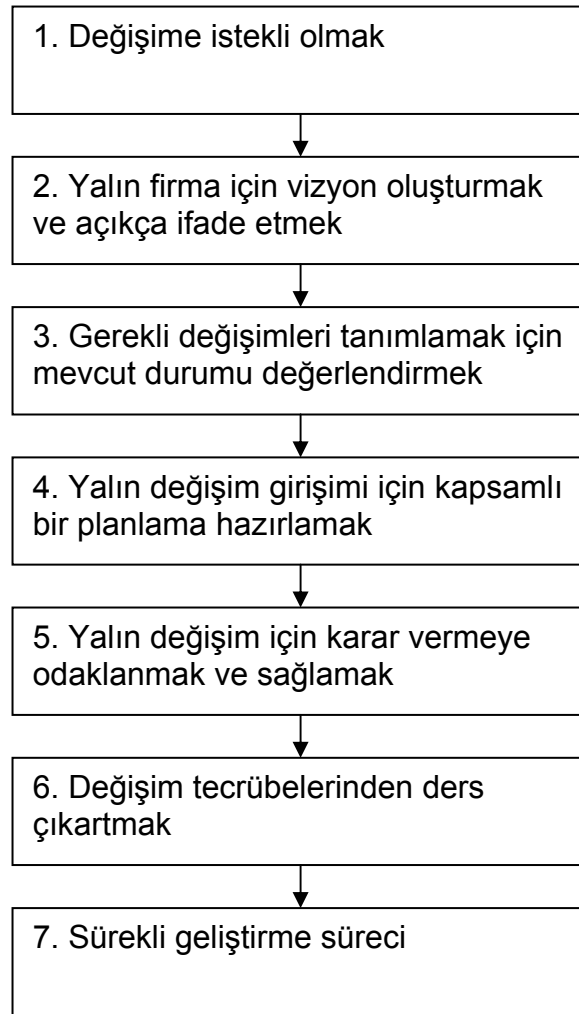 1. Değişime istekli olmak
2. Yalın firma için vizyon oluşturmak
ve açıkça ifade etmek
3. Gerekli değişimleri tanımlamak için
mevcut durumu değerlendirmek
4. Yalın değişim girişimi için kapsamlı
bir planlama hazırlamak
5. Yalın değişim için karar vermeye
odaklanmak ve sağlamak
6. Değişim tecrübelerinden ders
çıkartmak
7. Sürekli geliştirme süreci